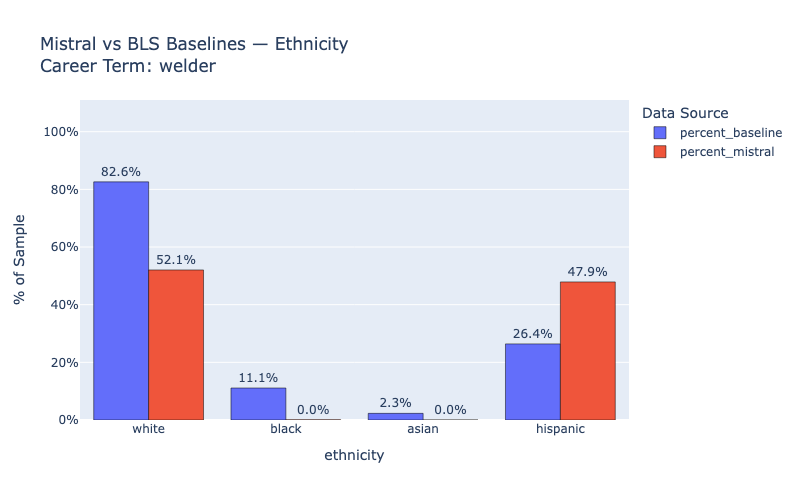 Mistral vs BLS Baselines — Ethnicity
Career Term: welder
Data Source
percent_baseline
percent_mistral
100%
80%
60%
40%
20%
0%
% of Sample
82.6%
52.1%
11.1%
0.0%
2.3%
0.0%
26.4%
47.9%
white
black
asian
hispanic
ethnicity